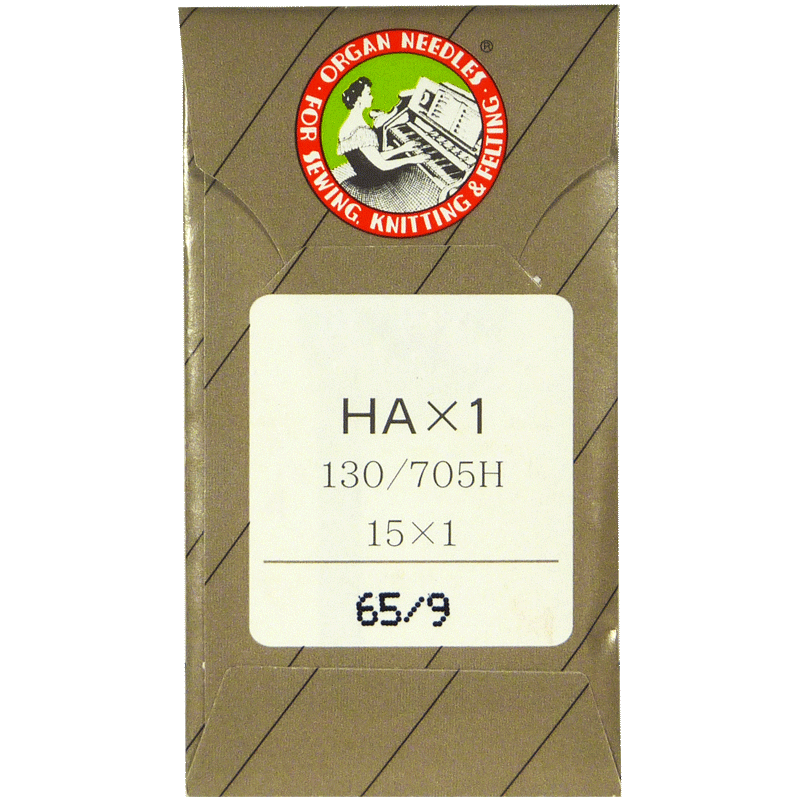 ORGAN NEEDLES ®
· FOR SEWING, KNITTING & FELTING ·
HA×1
130/705H
15×1
65/9